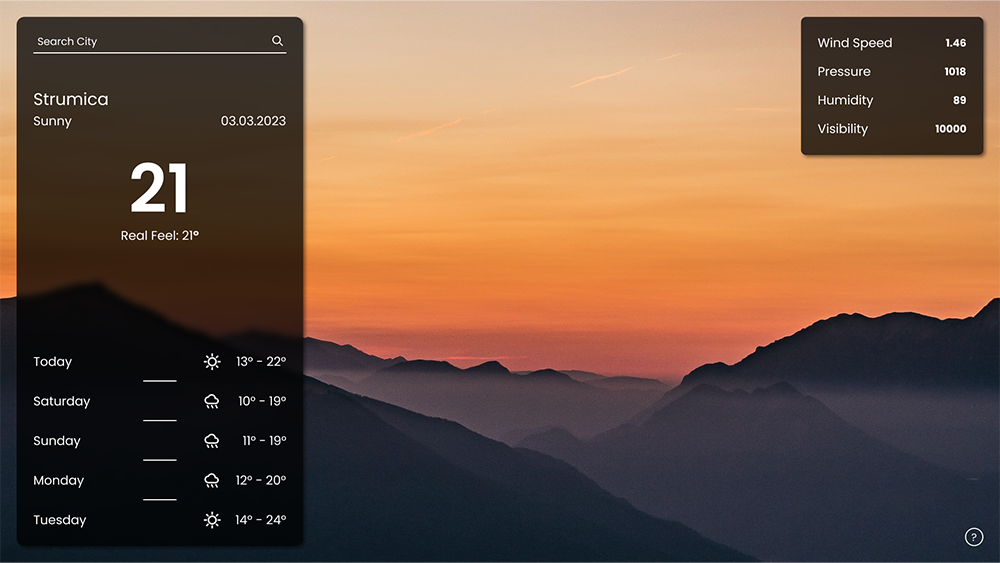 Search City
Strumica
Sunny 03.03.2023
21
Real Feel: 21°
Today 13° - 22°
Saturday 10° - 19°
Sunday 11° - 19°
Monday 12° - 20°
Tuesday 14° - 24°
Wind Speed 1.46
Pressure 1018
Humidity 89
Visibility 10000
?